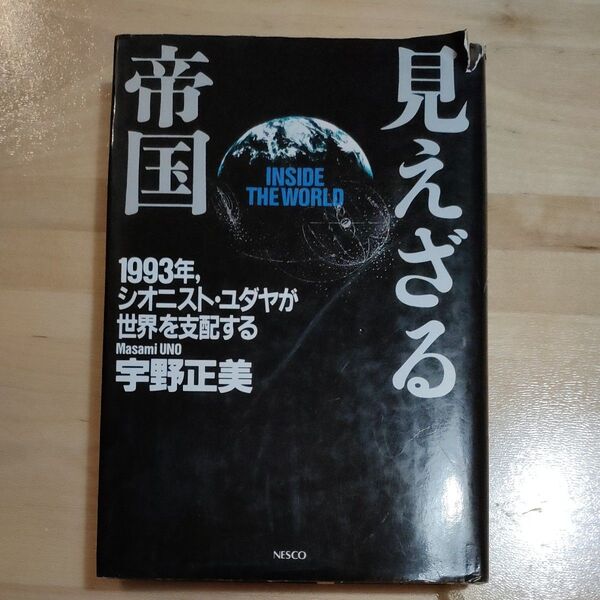 見えざる
帝国
INSIDE
THE WORLD
1993年,
シオニスト・ユダヤが
世界を支配する
Masami UNO
宇野正美
NESCO